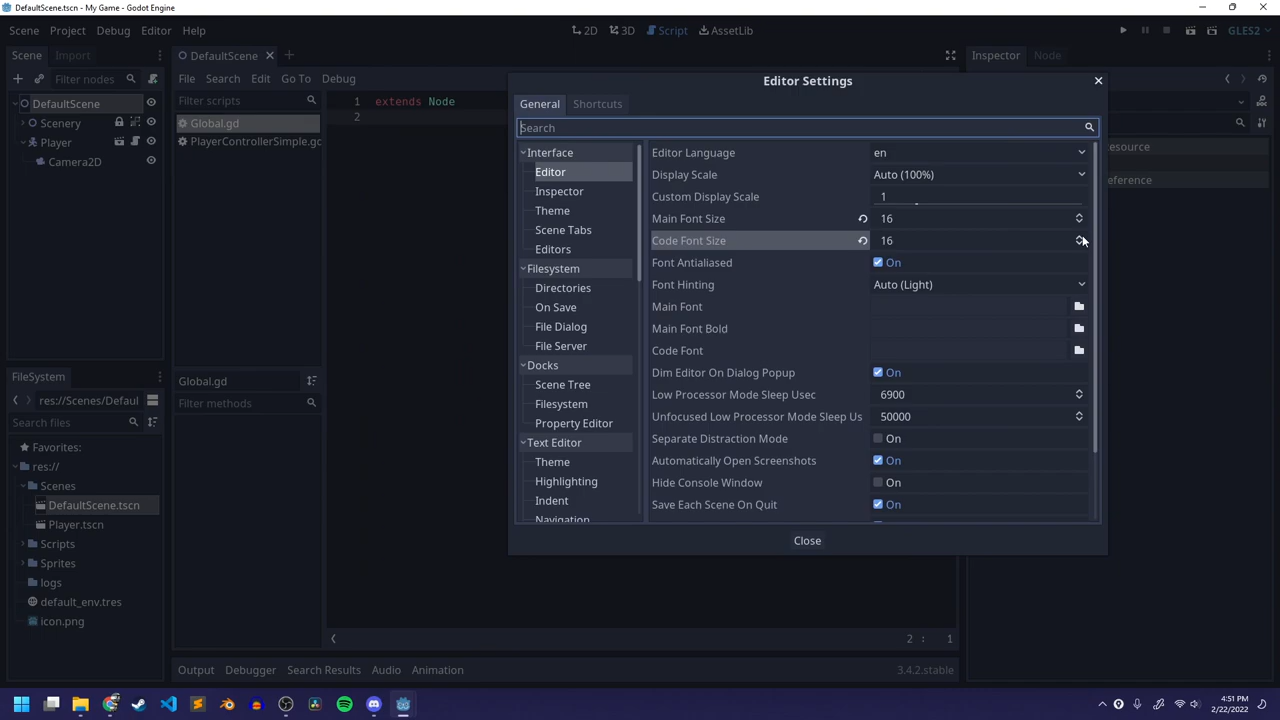 DefaultScene.tscn - My Game - Godot Engine
Scene Project Debug Editor Help
2D 3D Script AssetLib
GLES2
Scene Import
Filter nodes
DefaultScene
Scenery
Player
Camera2D
FileSystem
res://Scenes/Defaul
Search files
Favorites:
res://
Scenes
DefaultScene.tscn
Player.tscn
Scripts
Sprites
logs
default_env.tres
icon.png
DefaultScene
File Search Edit Go To Debug
Filter scripts
Global.gd
PlayerControllerSimple.gd
Global.gd
Filter methods
1 extends Node
2
2 : 1
Output Debugger Search Results Audio Animation
3.4.2.stable
Inspector Node
esource
eference
Editor Settings
General Shortcuts
Search
Interface
Editor
Inspector
Theme
Scene Tabs
Editors
Filesystem
Directories
On Save
File Dialog
File Server
Docks
Scene Tree
Filesystem
Property Editor
Text Editor
Theme
Highlighting
Indent
Navigation
Editor Language en
Display Scale Auto (100%)
Custom Display Scale 1
Main Font Size 16
Code Font Size 16
Font Antialiased On
Font Hinting Auto (Light)
Main Font
Main Font Bold
Code Font
Dim Editor On Dialog Popup On
Low Processor Mode Sleep Usec 6900
Unfocused Low Processor Mode Sleep Us 50000
Separate Distraction Mode On
Automatically Open Screenshots On
Hide Console Window On
Save Each Scene On Quit On
Close
4:51 PM
2/22/2022